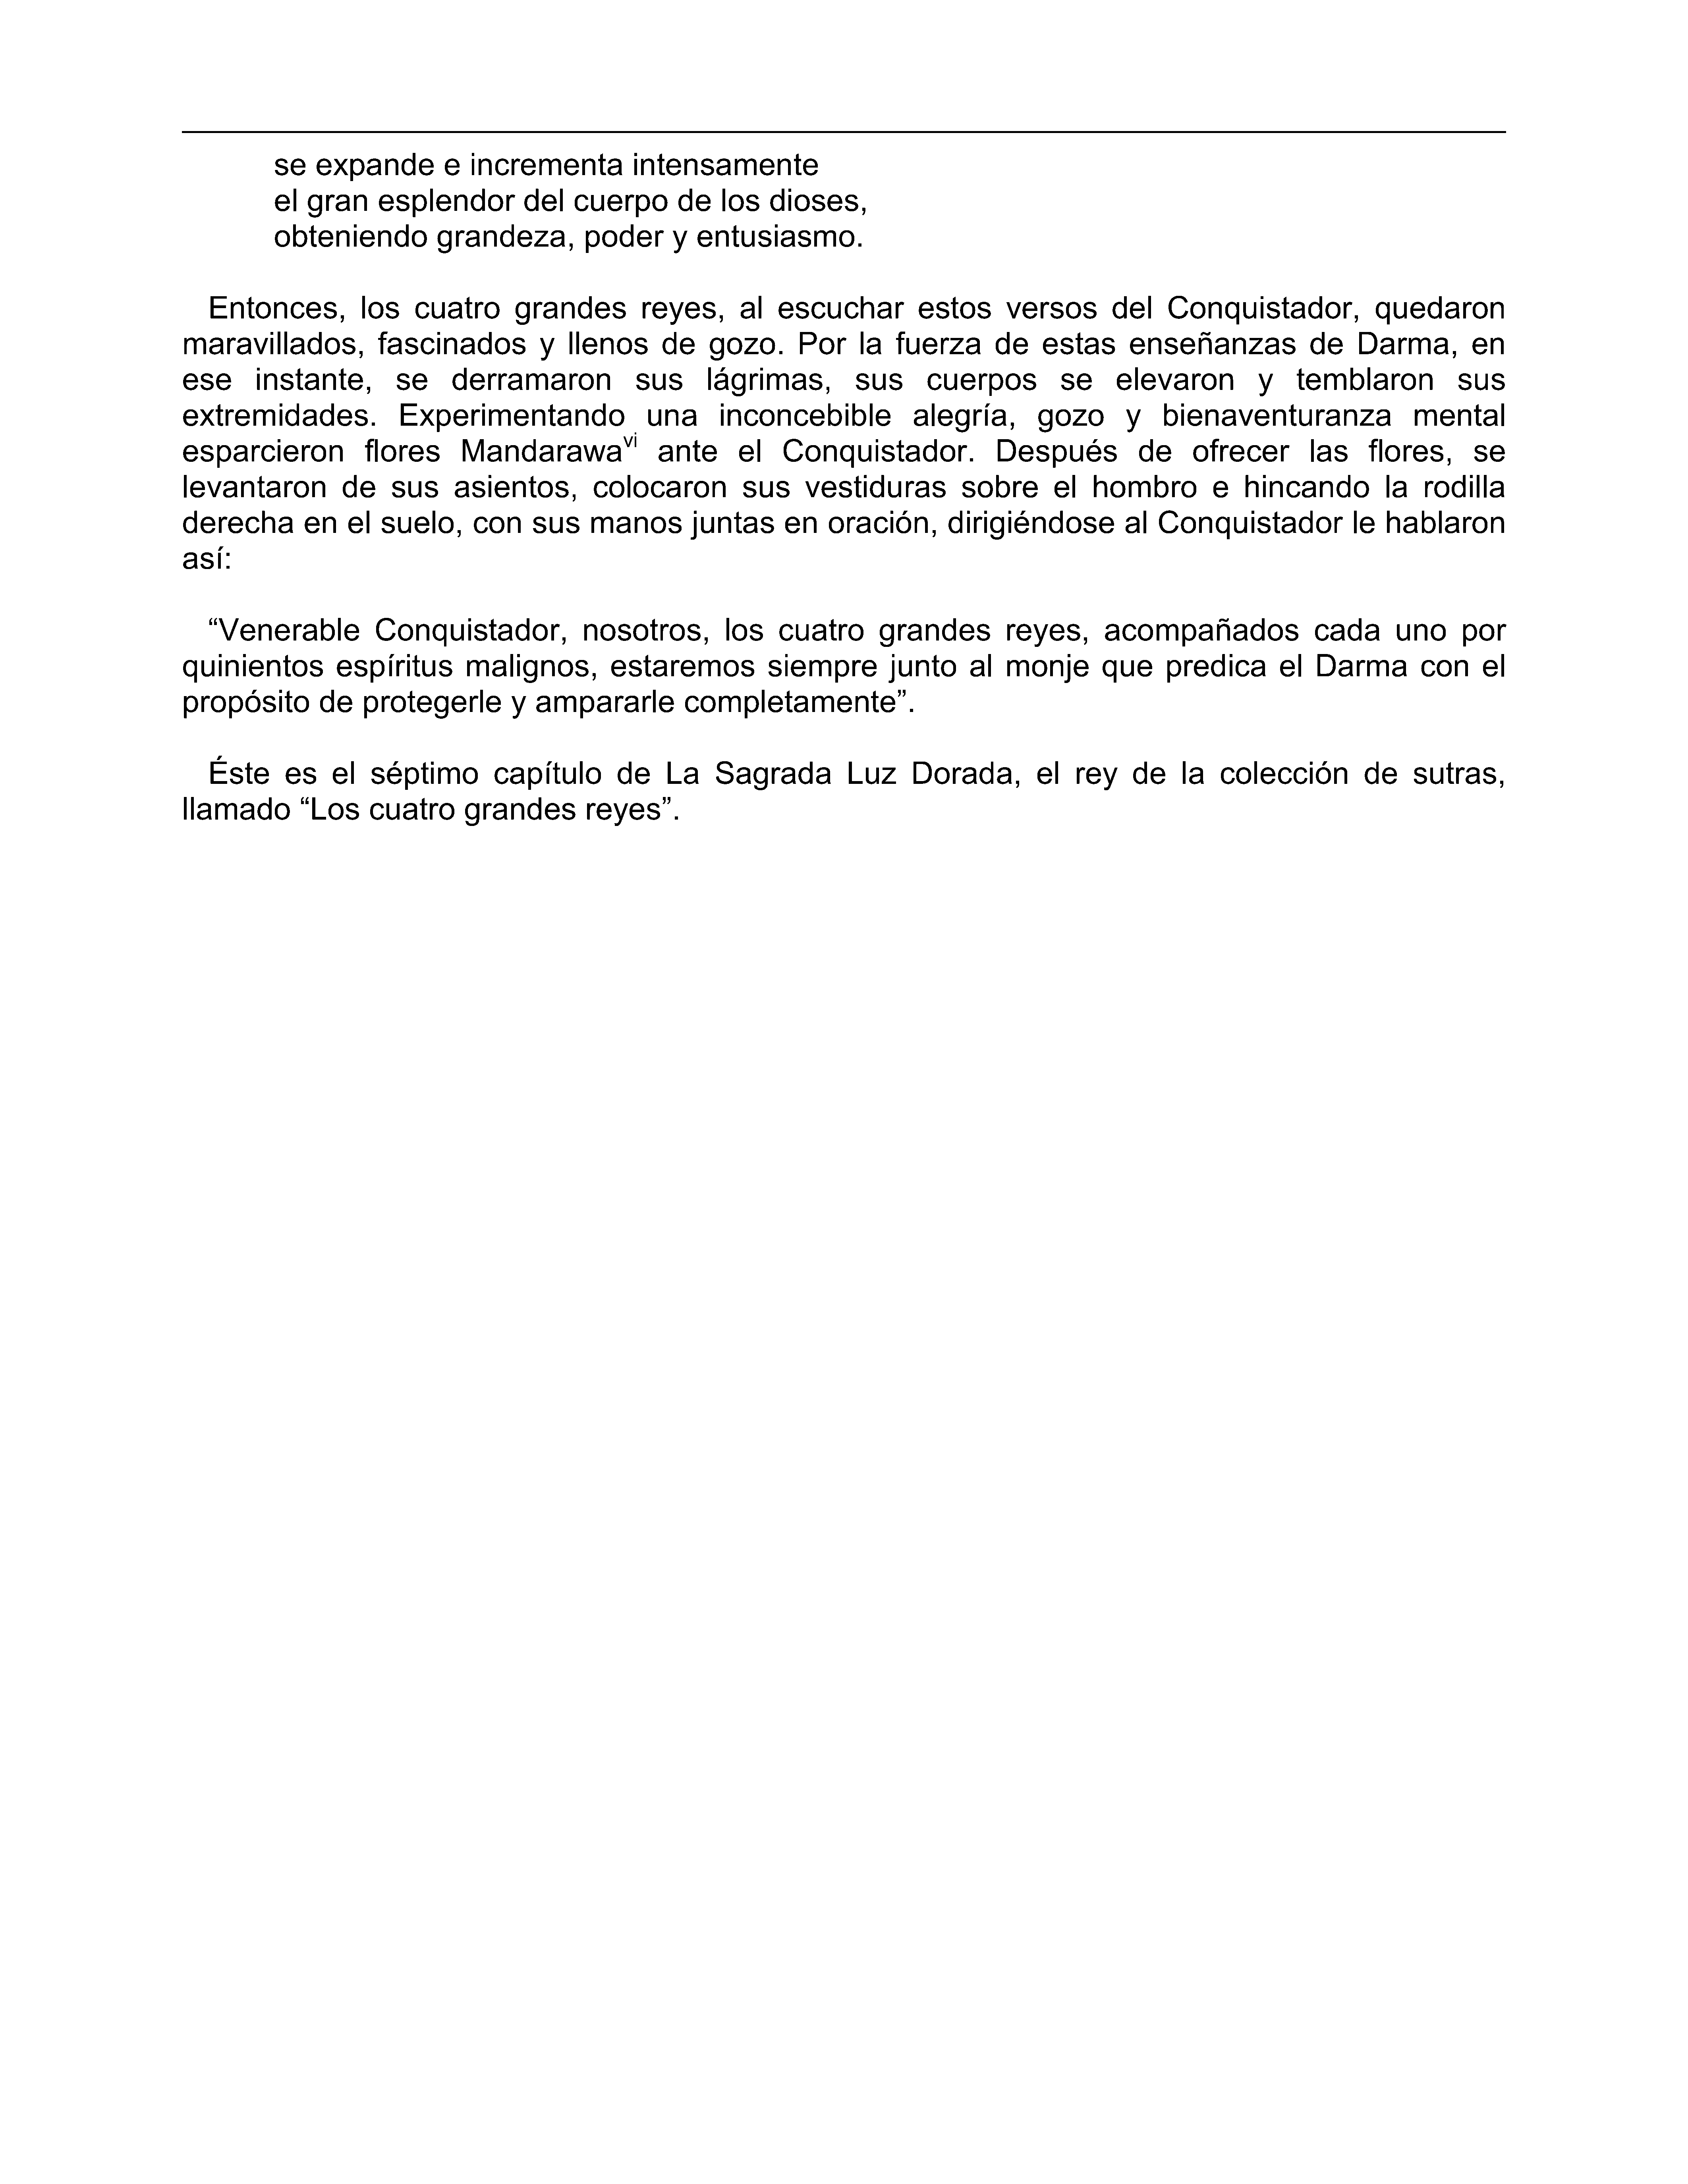 se expande e incrementa intensamente
el gran esplendor del cuerpo de los dioses,
obteniendo grandeza, poder y entusiasmo.
Entonces, los cuatro grandes reyes, al escuchar estos versos del Conquistador, quedaron
maravillados, fascinados y llenos de gozo. Por la fuerza de estas enseñanzas de Darma, en
ese instante, se derramaron sus lágrimas, sus cuerpos se elevaron y temblaron sus
extremidades. Experimentando una inconcebible alegría, gozo y bienaventuranza mental
esparcieron flores Mandarawa^vi ante el Conquistador. Después de ofrecer las flores, se
levantaron de sus asientos, colocaron sus vestiduras sobre el hombro e hincando la rodilla
derecha en el suelo, con sus manos juntas en oración, dirigiéndose al Conquistador le hablaron
así:
“Venerable Conquistador, nosotros, los cuatro grandes reyes, acompañados cada uno por
quinientos espíritus malignos, estaremos siempre junto al monje que predica el Darma con el
propósito de protegerle y ampararle completamente”.
Éste es el séptimo capítulo de La Sagrada Luz Dorada, el rey de la colección de sutras,
llamado “Los cuatro grandes reyes”.